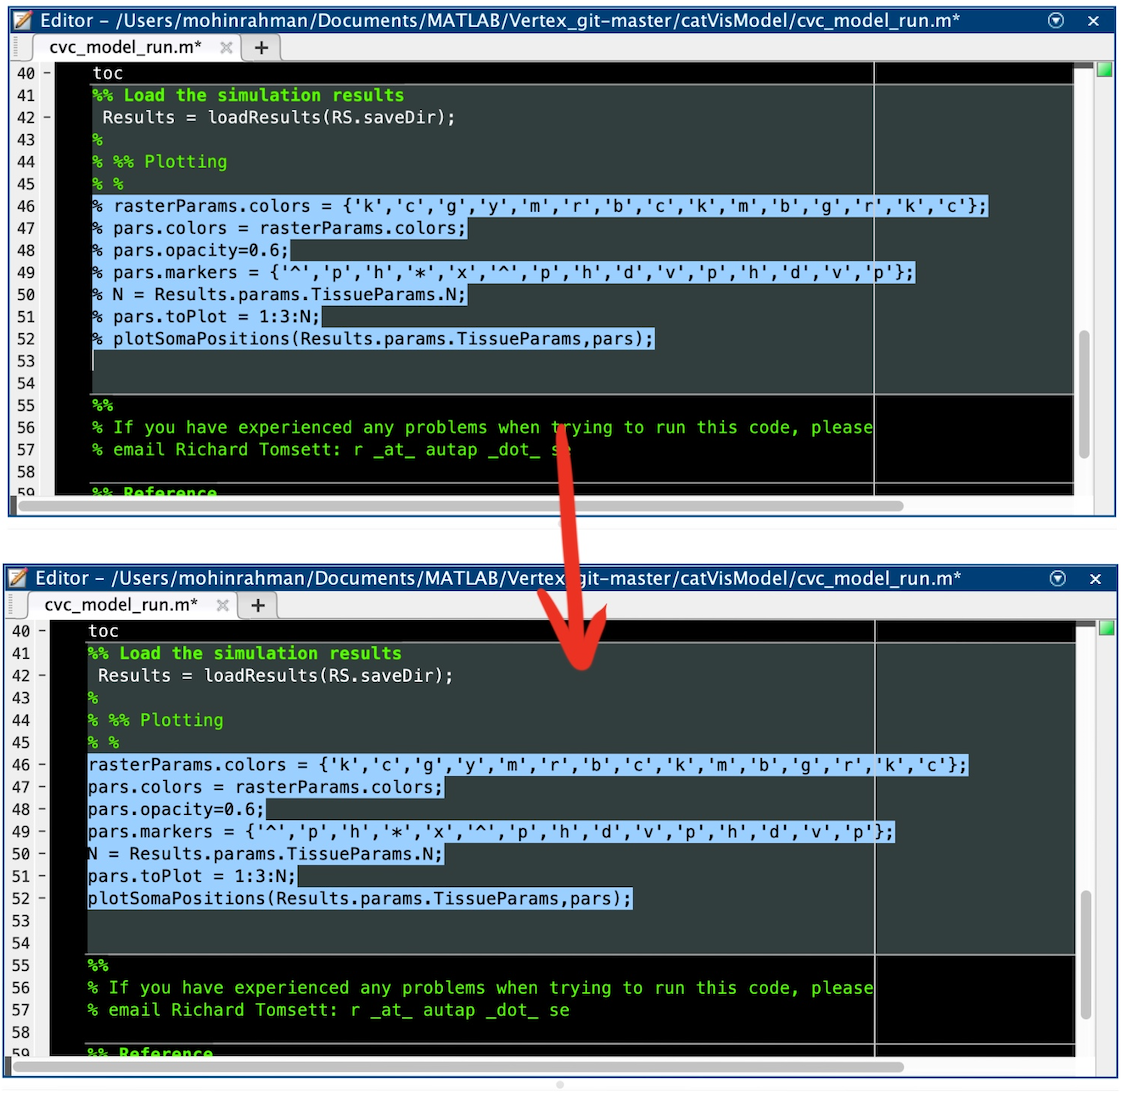 Editor – /Users/mohinrahman/Documents/MATLAB/Vertex_git-master/catVisModel/cvc_model_run.m*
cvc_model_run.m* × +
40 – toc
41 %% Load the simulation results
42 – Results = loadResults(RS.saveDir);
43 %
44 % %% Plotting
45 % %
46 % rasterParams.colors = {'k','c','g','y','m','r','b','c','k','m','b','g','r','k','c'};
47 % pars.colors = rasterParams.colors;
48 % pars.opacity=0.6;
49 % pars.markers = {'^','p','h','*','x','^','p','h','d','v','p','h','d','v','p'};
50 % N = Results.params.TissueParams.N;
51 % pars.toPlot = 1:3:N;
52 % plotSomaPositions(Results.params.TissueParams,pars);
53
54
55 %%
56 % If you have experienced any problems when trying to run this code, please
57 % email Richard Tomsett: r _at_ autap _dot_ se
58
59 %% Reference
Editor – /Users/mohinrahman/Documents/MATLAB/Vertex_git-master/catVisModel/cvc_model_run.m*
cvc_model_run.m* × +
40 – toc
41 %% Load the simulation results
42 – Results = loadResults(RS.saveDir);
43 %
44 % %% Plotting
45 % %
46 – rasterParams.colors = {'k','c','g','y','m','r','b','c','k','m','b','g','r','k','c'};
47 – pars.colors = rasterParams.colors;
48 – pars.opacity=0.6;
49 – pars.markers = {'^','p','h','*','x','^','p','h','d','v','p','h','d','v','p'};
50 – N = Results.params.TissueParams.N;
51 – pars.toPlot = 1:3:N;
52 – plotSomaPositions(Results.params.TissueParams,pars);
53
54
55 %%
56 % If you have experienced any problems when trying to run this code, please
57 % email Richard Tomsett: r _at_ autap _dot_ se
58
59 %% Reference